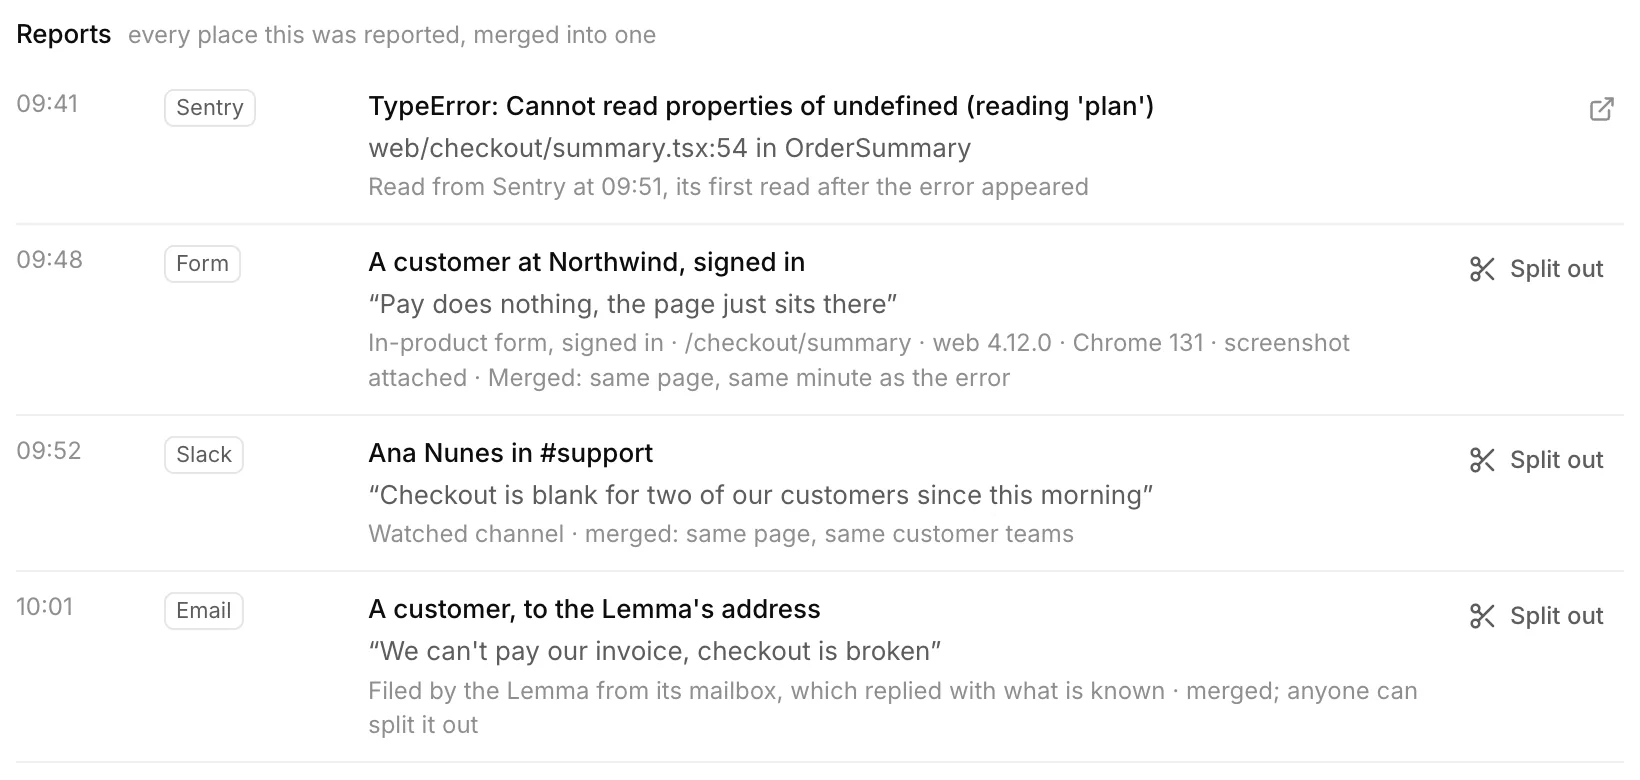 Reports every place this was reported, merged into one
09:41 Sentry TypeError: Cannot read properties of undefined (reading 'plan')
web/checkout/summary.tsx:54 in OrderSummary
Read from Sentry at 09:51, its first read after the error appeared
09:48 Form A customer at Northwind, signed in Split out
“Pay does nothing, the page just sits there”
In-product form, signed in · /checkout/summary · web 4.12.0 · Chrome 131 · screenshot
attached · Merged: same page, same minute as the error
09:52 Slack Ana Nunes in #support Split out
“Checkout is blank for two of our customers since this morning”
Watched channel · merged: same page, same customer teams
10:01 Email A customer, to the Lemma's address Split out
“We can't pay our invoice, checkout is broken”
Filed by the Lemma from its mailbox, which replied with what is known · merged; anyone can
split it out